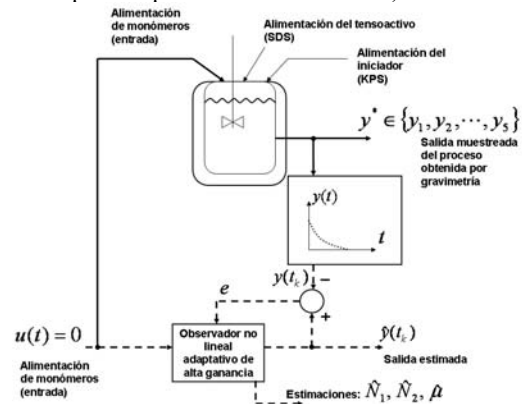 Alimentación
de monómeros
(entrada)
Alimentación del tensoactivo
(SDS)
Alimentación del
iniciador
(KPS)
y* ∈ {y₁, y₂, ⋯, y₅}
Salida muestreada
del proceso
obtenida por
gravimetría
y(t)
t
y(tₖ)
−
e
+
u(t) = 0
Observador no
lineal
adaptativo de
alta ganancia
ŷ(tₖ)
Alimentación
de monómeros
(entrada)
Salida estimada
Estimaciones: N̂₁, N̂₂, μ̂